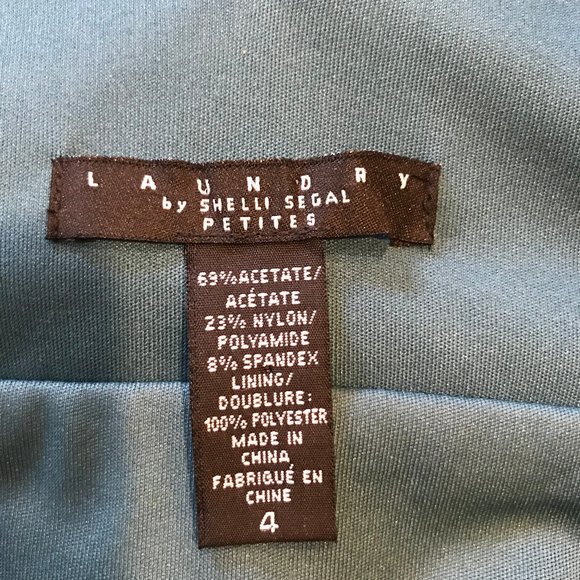 LAUNDRY
by SHELLI SEGAL
PETITES
69% ACETATE/
ACÉTATE
23% NYLON/
POLYAMIDE
8% SPANDEX
LINING/
DOUBLURE:
100% POLYESTER
MADE IN
CHINA
FABRIQUÉ EN
CHINE
4